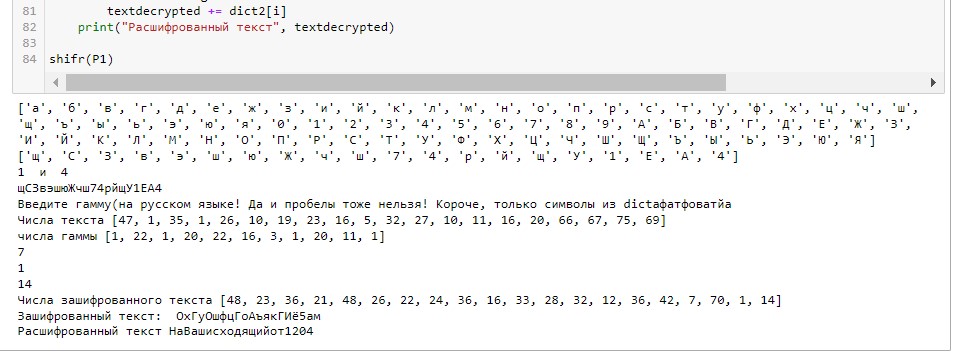 81 textdecrypted += dict2[i]
82 print("Расшифрованный текст", textdecrypted)
83
84 shifr(P1)
['а', 'б', 'в', 'г', 'д', 'е', 'ж', 'з', 'и', 'й', 'к', 'л', 'м', 'н', 'о', 'п', 'р', 'с', 'т', 'у', 'ф', 'х', 'ц', 'ч', 'ш',
'щ', 'ъ', 'ы', 'ь', 'э', 'ю', 'я', '0', '1', '2', '3', '4', '5', '6', '7', '8', '9', 'А', 'Б', 'В', 'Г', 'Д', 'Е', 'Ж', 'З',
'И', 'Й', 'К', 'Л', 'М', 'Н', 'О', 'П', 'Р', 'С', 'Т', 'У', 'Ф', 'Х', 'Ц', 'Ч', 'Ш', 'Щ', 'Ъ', 'Ы', 'Ь', 'Э', 'Ю', 'Я']
['щ', 'С', 'З', 'в', 'э', 'ш', 'ю', 'Ж', 'ч', 'ш', '7', '4', 'р', 'й', 'щ', 'У', '1', 'Е', 'А', '4']
1 и 4
щСЗвэшюЖчш74рйщУ1ЕА4
Введите гамму(на русском языке! Да и пробелы тоже нельзя! Короче, только символы из dictафатфоватйа
Числа текста [47, 1, 35, 1, 26, 10, 19, 23, 16, 5, 32, 27, 10, 11, 16, 20, 66, 67, 75, 69]
числа гаммы [1, 22, 1, 20, 22, 16, 3, 1, 20, 11, 1]
7
1
14
Числа зашифрованного текста [48, 23, 36, 21, 48, 26, 22, 24, 36, 16, 33, 28, 32, 12, 36, 42, 7, 70, 1, 14]
Зашифрованный текст: ОхГуОшфцГоАъякГИё5ам
Расшифрованный текст НаВашисходящийот1204